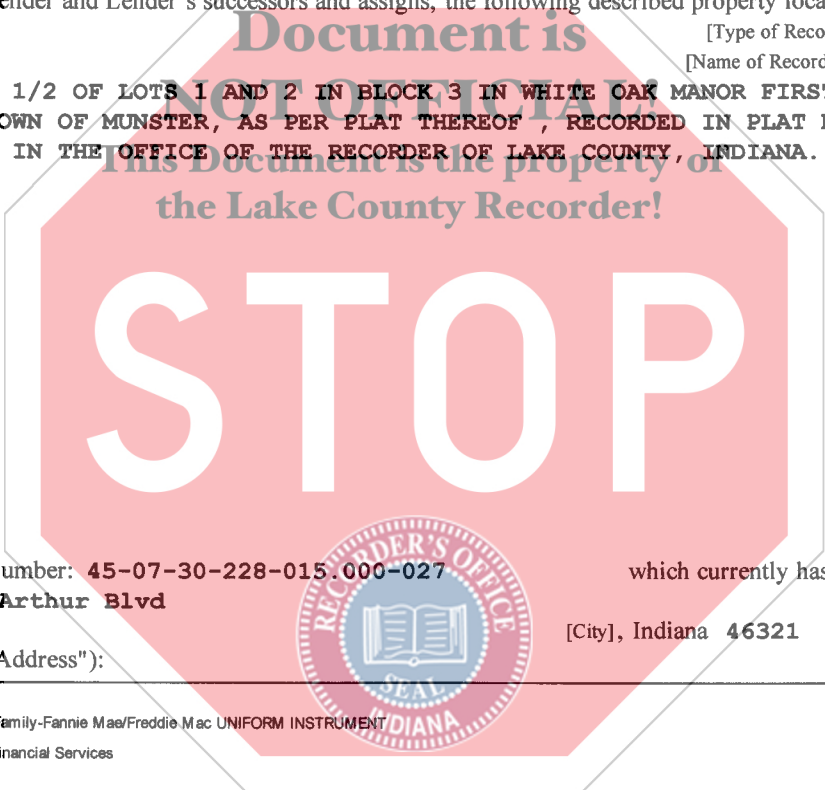 ender and Lender's successors and assigns, the following described property loca
Document is
[Type of Reco
[Name of Record
NOT OFFICIAL!
1/2 OF LOTS 1 AND 2 IN BLOCK 3 IN WHITE OAK MANOR FIRS
OWN OF MUNSTER, AS PER PLAT THEREOF , RECORDED IN PLAT
IN THE OFFICE OF THE RECORDER OF LAKE COUNTY, INDIANA.
This Document is the property of
the Lake County Recorder!
STOP
umber: 45-07-30-228-015.000-027 which currently has
Arthur Blvd
[City], Indiana 46321
Address"):
RECORDER'S OFFICE
SEAL
INDIANA
amily-Fannie Mae/Freddie Mac UNIFORM INSTRUMENT
inancial Services